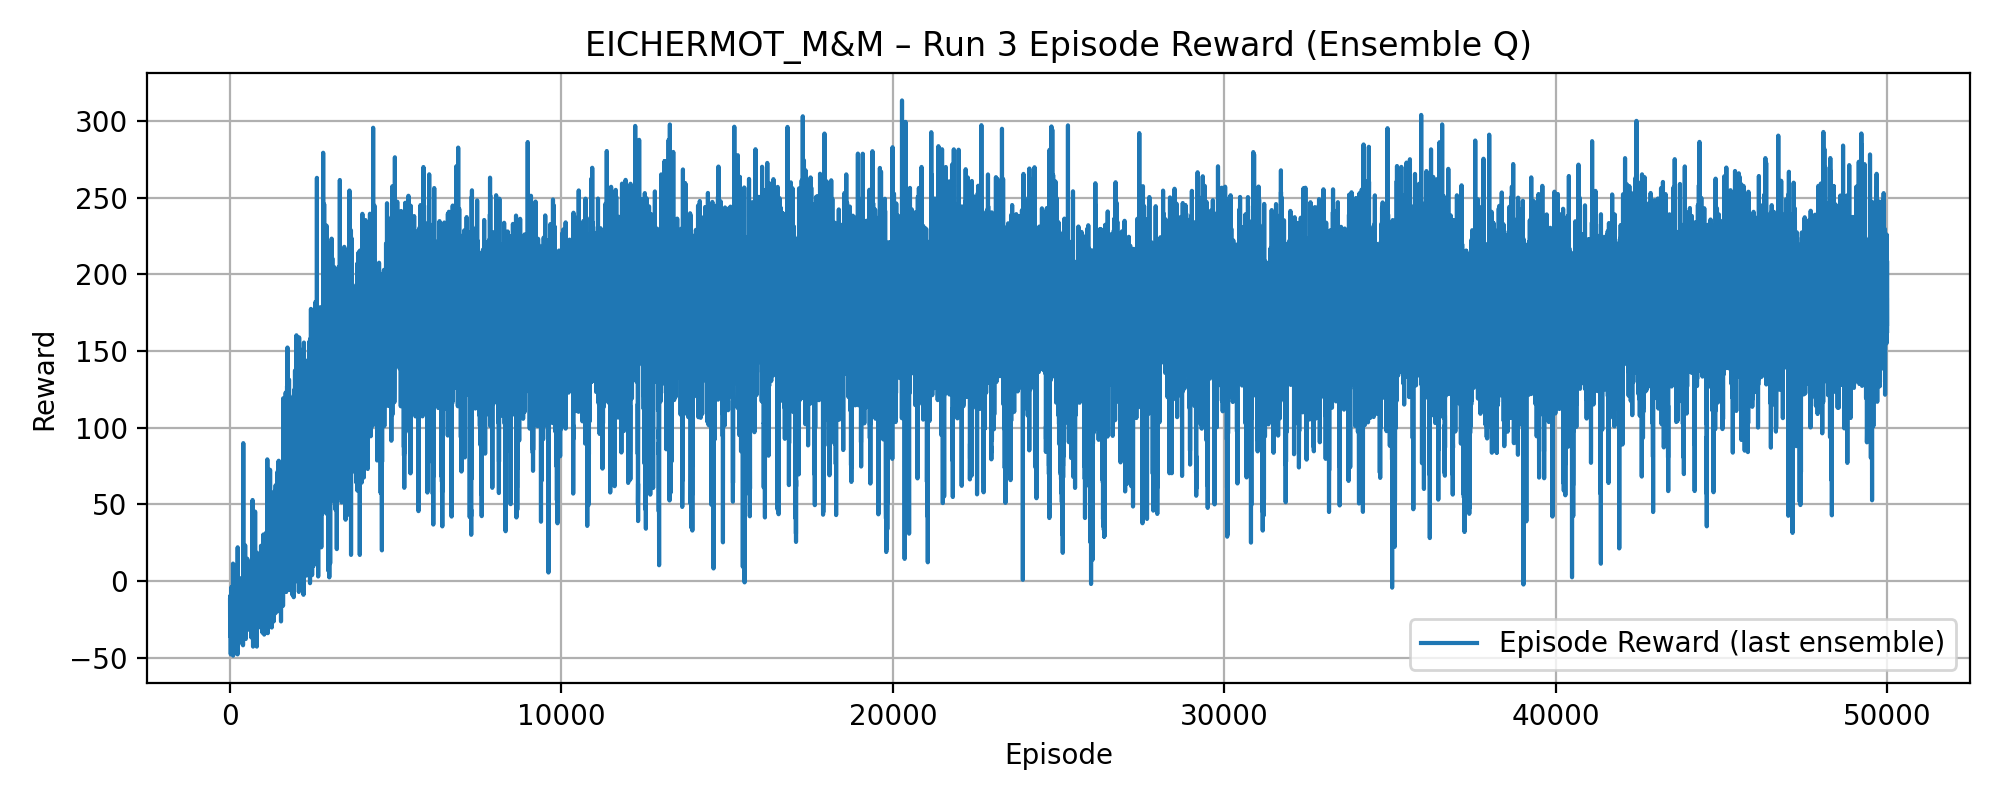 EICHERMOT_M&M – Run 3 Episode Reward (Ensemble Q)
Reward
300
250
200
150
100
50
0
−50
Episode Reward (last ensemble)
0 10000 20000 30000 40000 50000
Episode